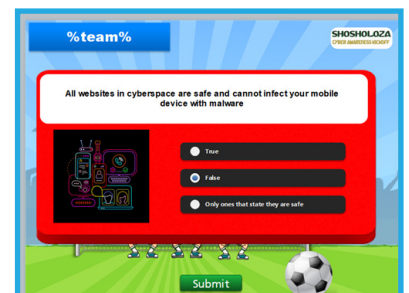 %team%
SHOSHOLOZA
CYBER AWARENESS VICTORY
All websites in cyberspace are safe and cannot infect your mobile
device with malware
True
False
Only ones that state they are safe
Submit